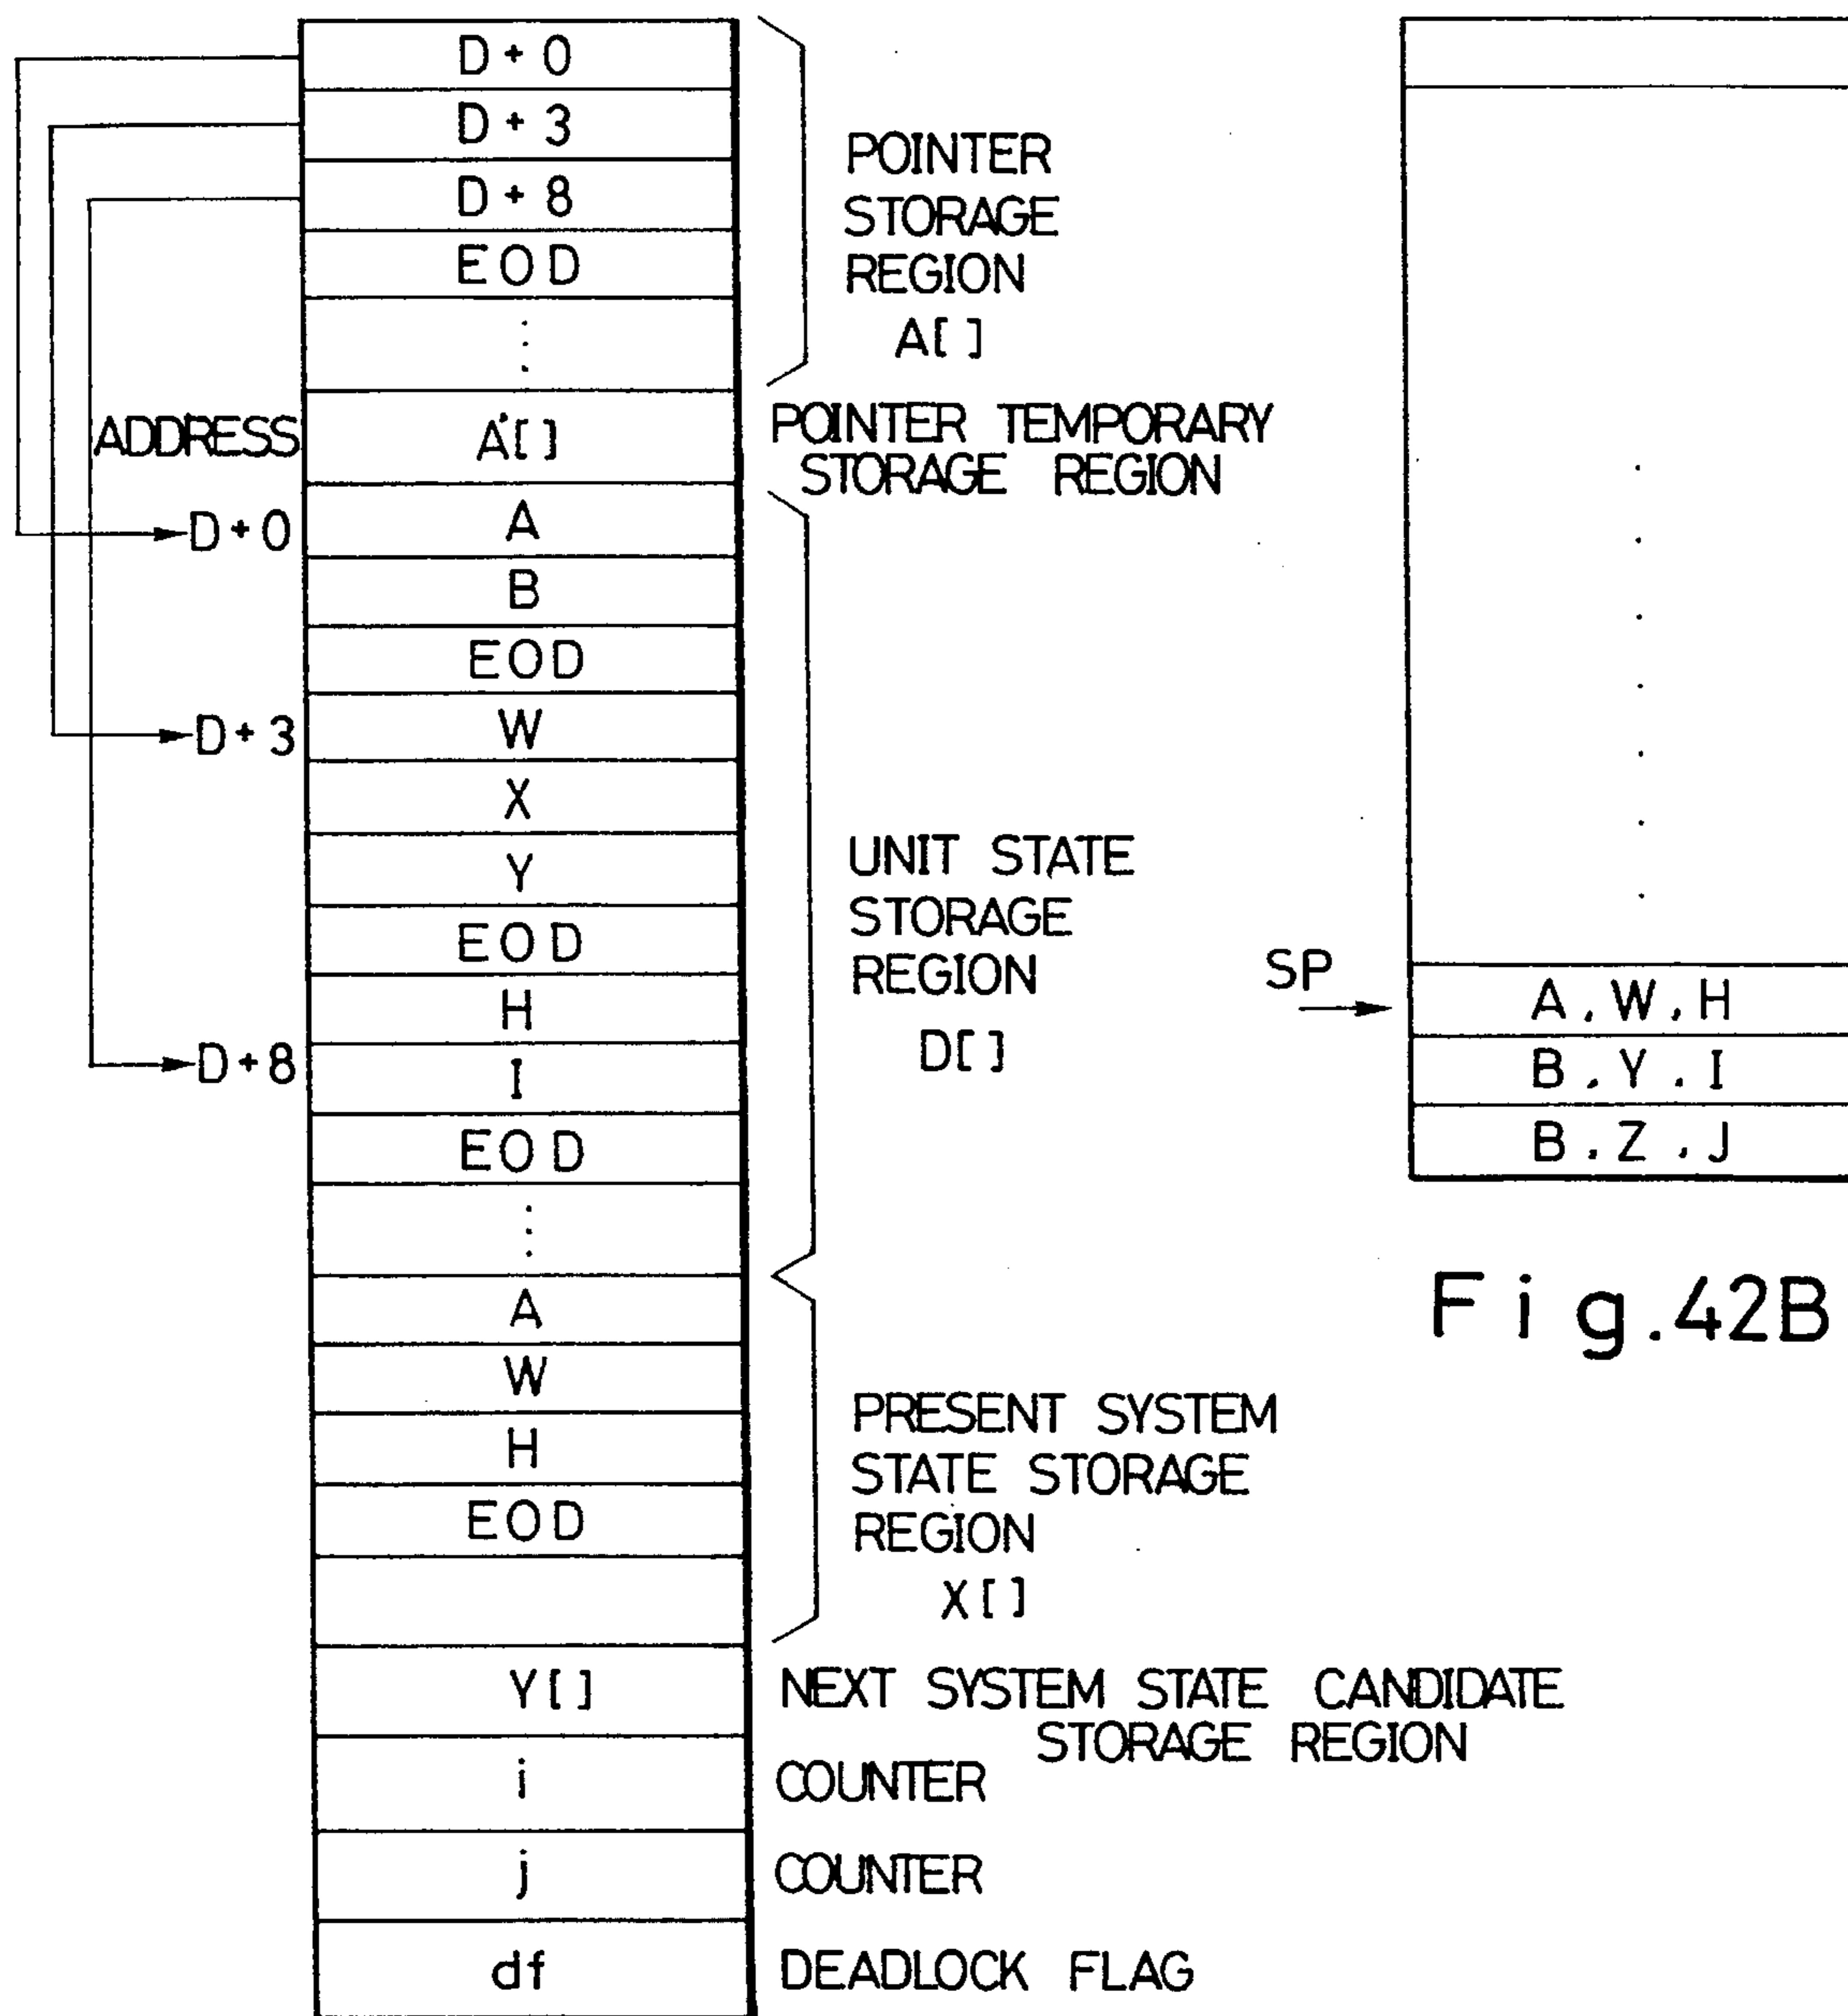 D+0
D+3
D+8
EOD
POINTER
STORAGE
REGION
A[ ]
ADDRESS
A'[ ]
POINTER TEMPORARY
STORAGE REGION
D+0
A
B
EOD
D+3
W
X
Y
EOD
H
D+8
I
EOD
UNIT STATE
STORAGE
REGION
D[ ]
A
W
H
EOD
PRESENT SYSTEM
STATE STORAGE
REGION
X[ ]
Y[ ]
NEXT SYSTEM STATE CANDIDATE
STORAGE REGION
i
COUNTER
j
COUNTER
df
DEADLOCK FLAG
SP
A, W, H
B, Y, I
B, Z, J
Fig.42B